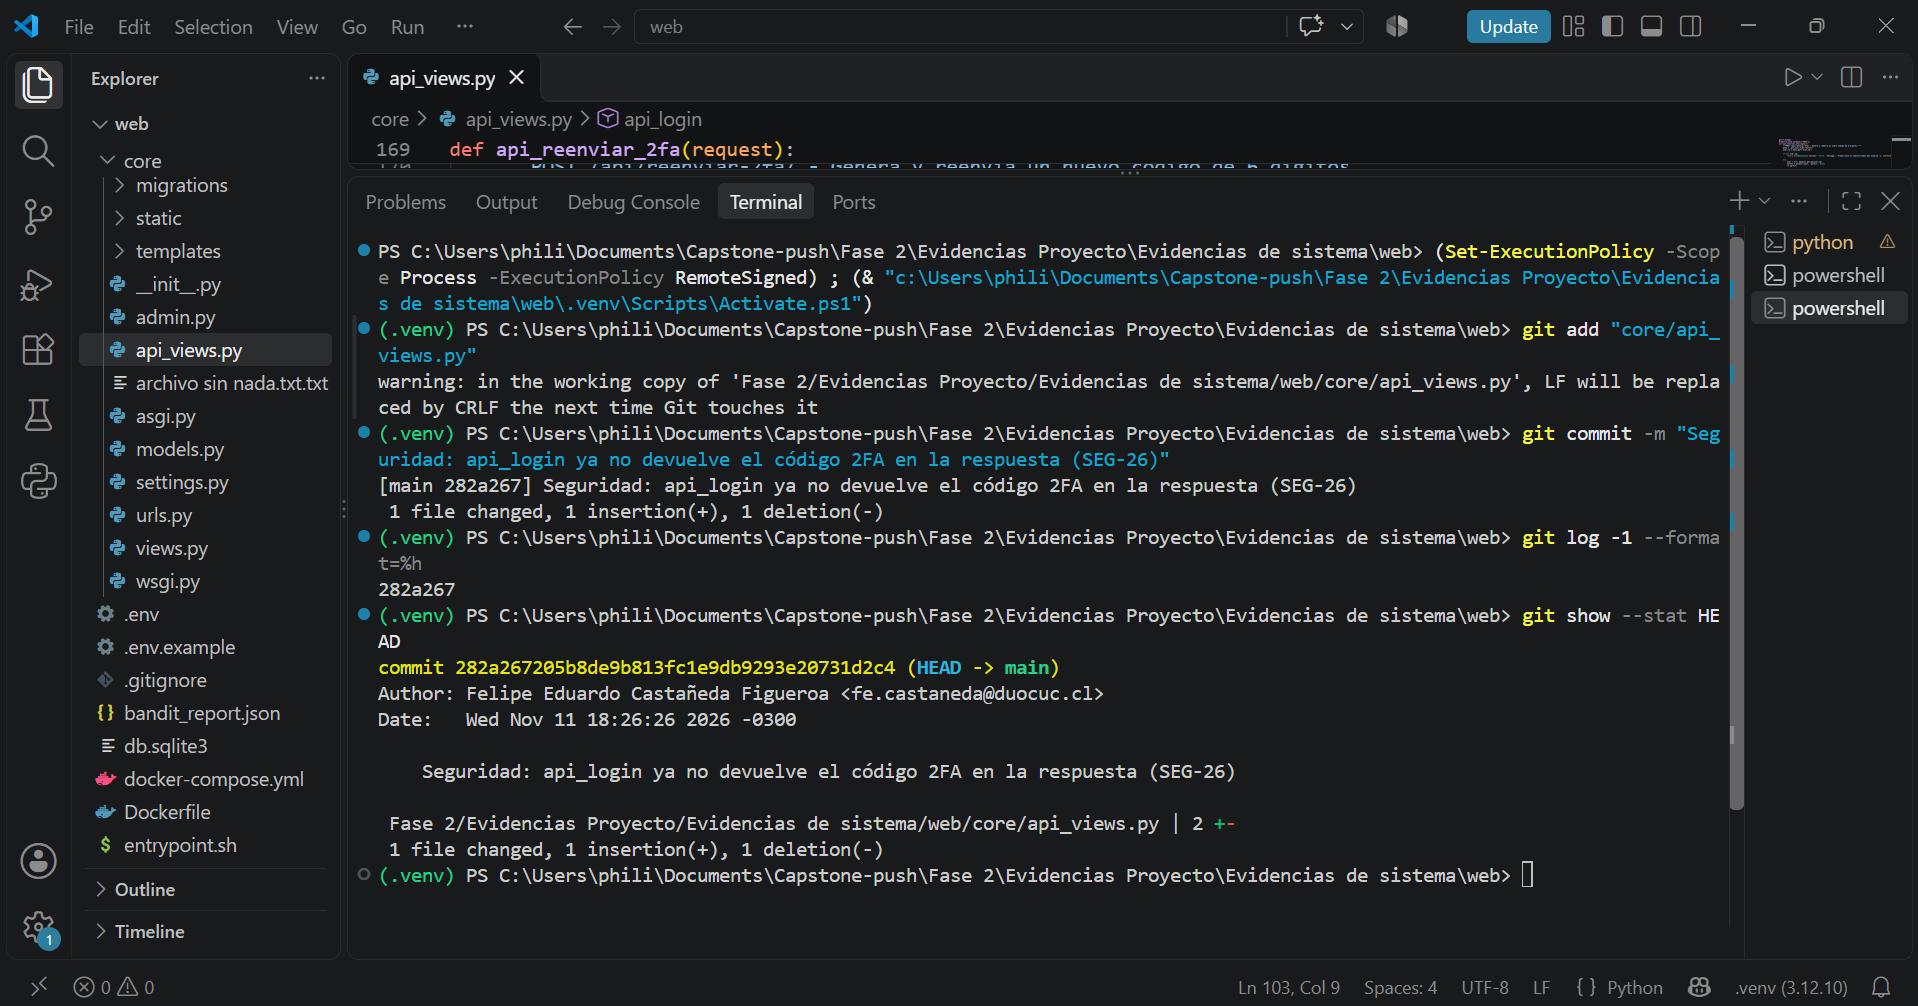 File Edit Selection View Go Run ···
web
Update
Explorer ···
web
core
migrations
static
templates
__init__.py
admin.py
api_views.py
archivo sin nada.txt.txt
asgi.py
models.py
settings.py
urls.py
views.py
wsgi.py
.env
.env.example
.gitignore
{} bandit_report.json
db.sqlite3
docker-compose.yml
Dockerfile
$ entrypoint.sh
Outline
Timeline
1
api_views.py
core > api_views.py > api_login
169 def api_reenviar_2fa(request):
Problems Output Debug Console Terminal Ports
PS C:\Users\phili\Documents\Capstone-push\Fase 2\Evidencias Proyecto\Evidencias de sistema\web> (Set-ExecutionPolicy -Scop
e Process -ExecutionPolicy RemoteSigned) ; (& "c:\Users\phili\Documents\Capstone-push\Fase 2\Evidencias Proyecto\Evidencia
s de sistema\web\.venv\Scripts\Activate.ps1")
(.venv) PS C:\Users\phili\Documents\Capstone-push\Fase 2\Evidencias Proyecto\Evidencias de sistema\web> git add "core/api_
views.py"
warning: in the working copy of 'Fase 2/Evidencias Proyecto/Evidencias de sistema/web/core/api_views.py', LF will be repla
ced by CRLF the next time Git touches it
(.venv) PS C:\Users\phili\Documents\Capstone-push\Fase 2\Evidencias Proyecto\Evidencias de sistema\web> git commit -m "Seg
uridad: api_login ya no devuelve el código 2FA en la respuesta (SEG-26)"
[main 282a267] Seguridad: api_login ya no devuelve el código 2FA en la respuesta (SEG-26)
1 file changed, 1 insertion(+), 1 deletion(-)
(.venv) PS C:\Users\phili\Documents\Capstone-push\Fase 2\Evidencias Proyecto\Evidencias de sistema\web> git log -1 --forma
t=%h
282a267
(.venv) PS C:\Users\phili\Documents\Capstone-push\Fase 2\Evidencias Proyecto\Evidencias de sistema\web> git show --stat HE
AD
commit 282a267205b8de9b813fc1e9db9293e20731d2c4 (HEAD -> main)
Author: Felipe Eduardo Castañeda Figueroa <fe.castaneda@duocuc.cl>
Date:   Wed Nov 11 18:26:26 2026 -0300
Seguridad: api_login ya no devuelve el código 2FA en la respuesta (SEG-26)
Fase 2/Evidencias Proyecto/Evidencias de sistema/web/core/api_views.py | 2 +-
1 file changed, 1 insertion(+), 1 deletion(-)
(.venv) PS C:\Users\phili\Documents\Capstone-push\Fase 2\Evidencias Proyecto\Evidencias de sistema\web>
python
powershell
powershell
0 0
Ln 103, Col 9 Spaces: 4 UTF-8 LF {} Python .venv (3.12.10)